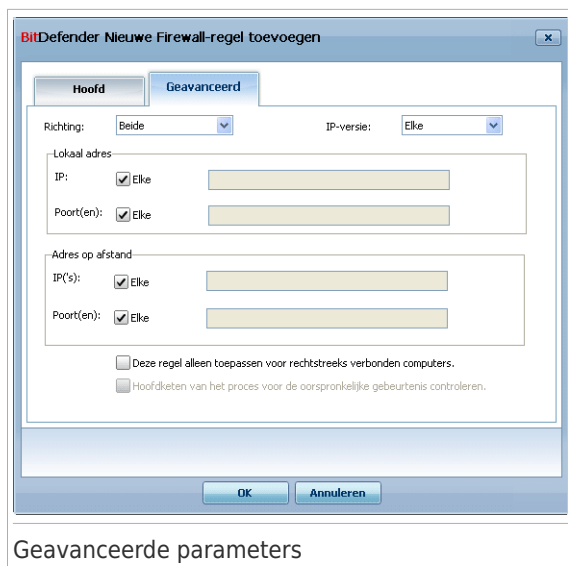 BitDefender Nieuwe Firewall-regel toevoegen
Hoofd Geavanceerd
Richting: Beide IP-versie: Elke
Lokaal adres
IP: Elke
Poort(en): Elke
Adres op afstand
IP('s): Elke
Poort(en): Elke
Deze regel alleen toepassen voor rechtstreeks verbonden computers.
Hoofdketen van het proces voor de oorspronkelijke gebeurtenis controleren.
OK Annuleren
Geavanceerde parameters